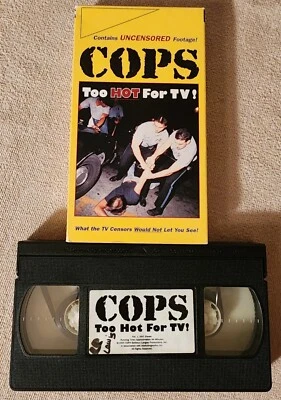 Contains UNCENSORED Footage!
COPS
Too HOT For TV!
What the TV Censors Would Not Let You See!
COPS
Too Hot For TV!